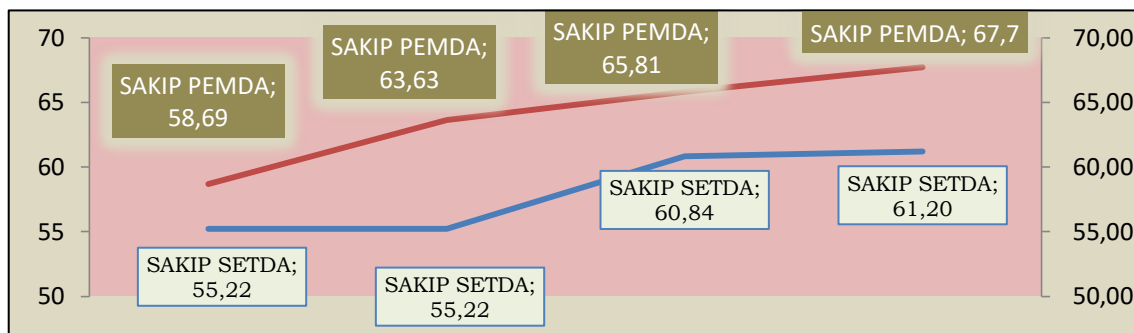 70
65
60
55
50
SAKIP PEMDA;
58,69
SAKIP PEMDA;
63,63
SAKIP PEMDA;
65,81
SAKIP PEMDA; 67,7
SAKIP SETDA;
55,22
SAKIP SETDA;
55,22
SAKIP SETDA;
60,84
SAKIP SETDA;
61,20
70,00
65,00
60,00
55,00
50,00